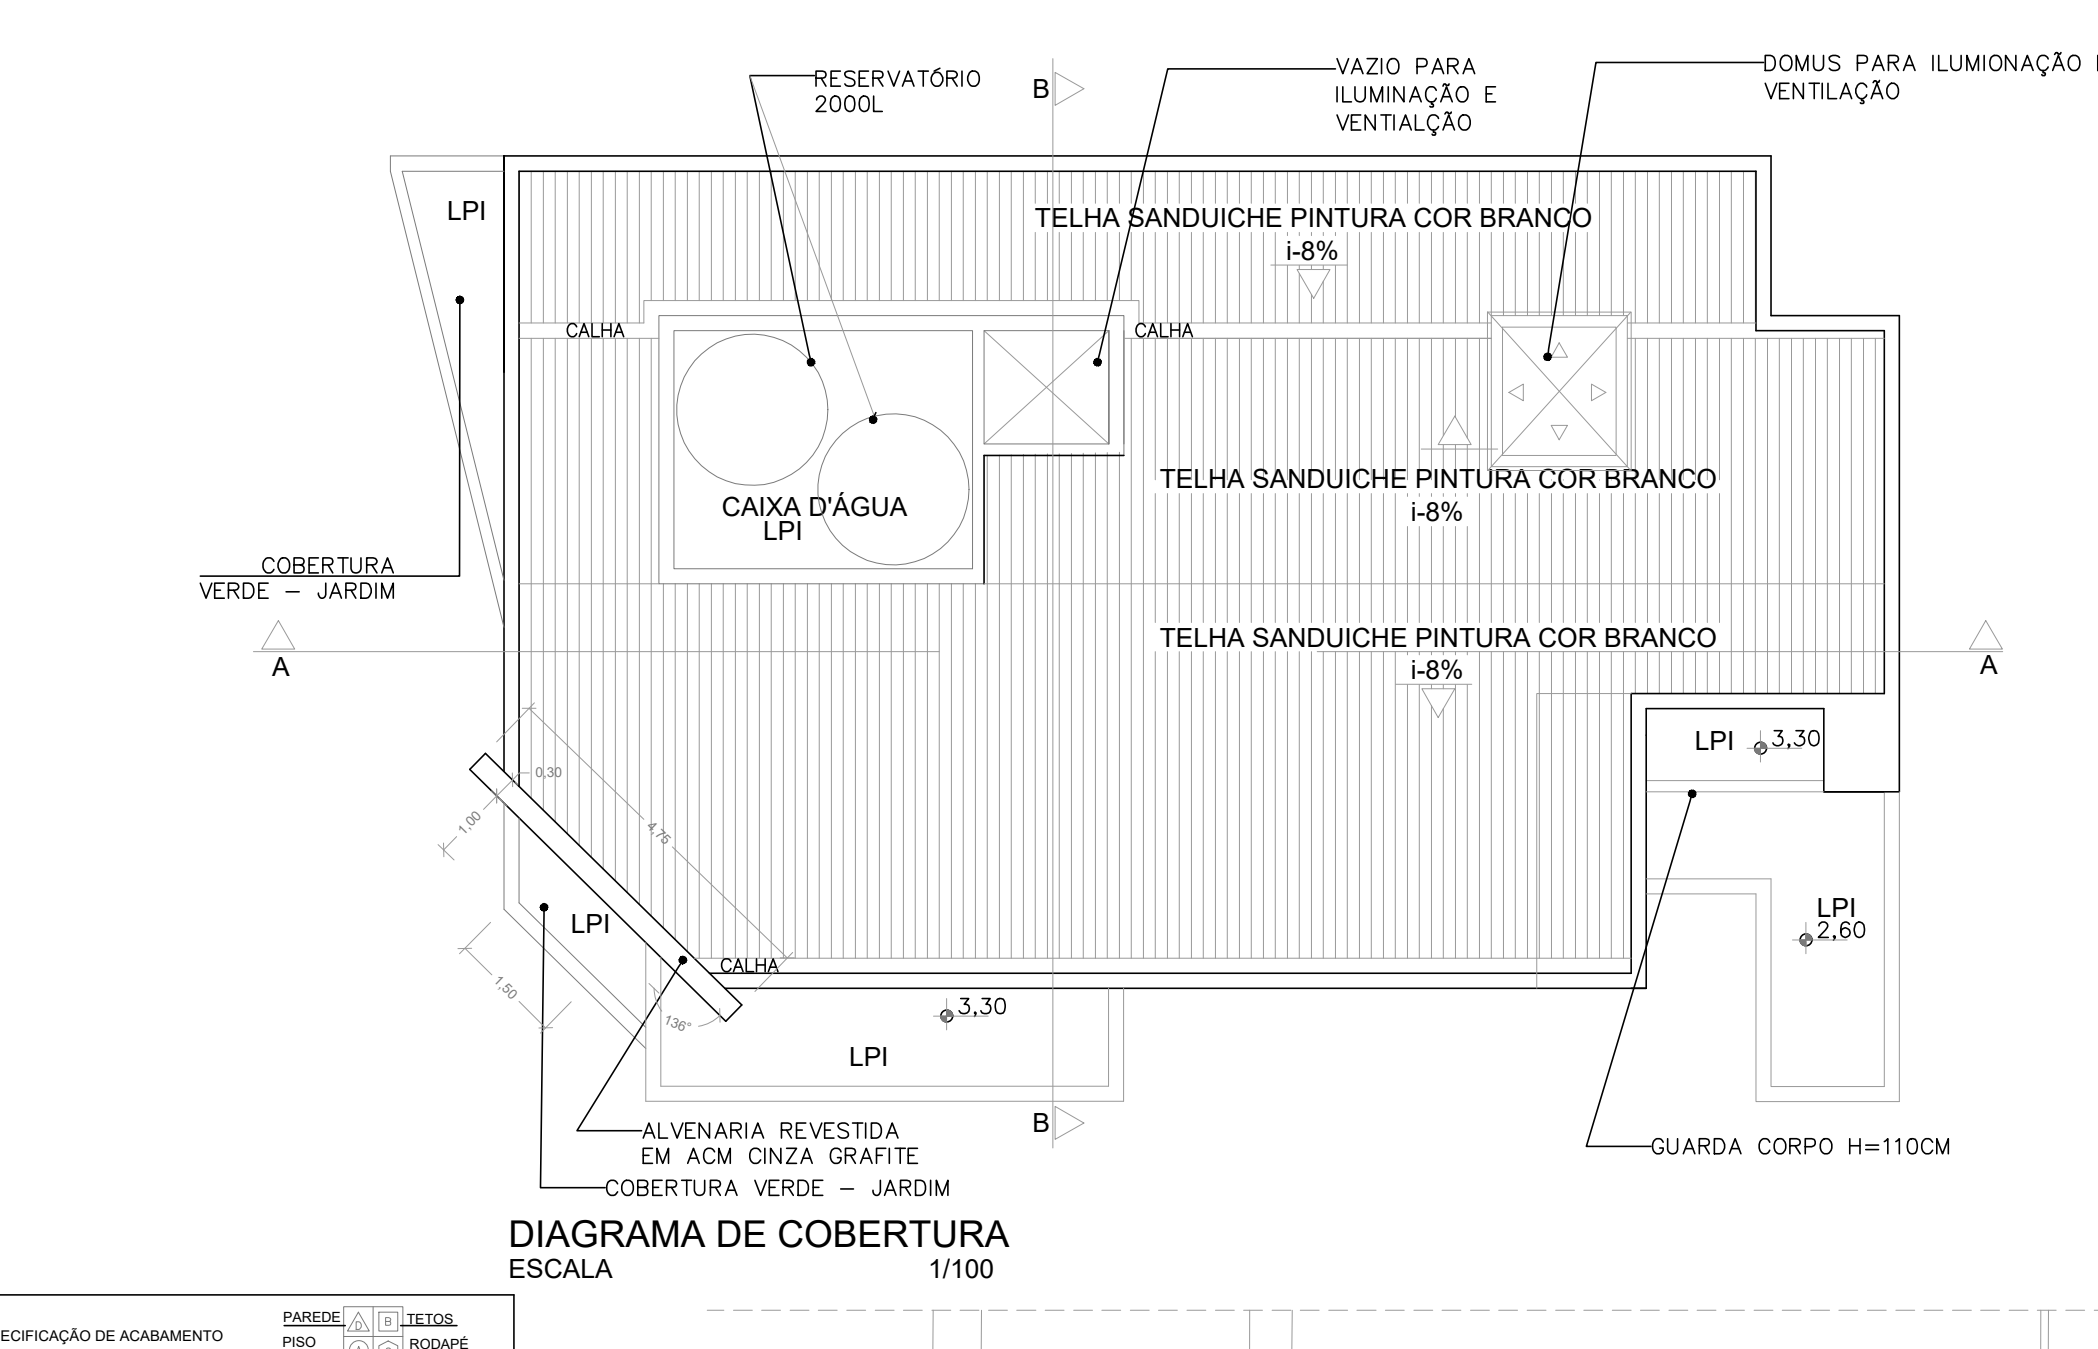 RESERVATÓRIO
2000L
B
VAZIO PARA
ILUMINAÇÃO E
VENTIALÇÃO
DOMUS PARA ILUMIONAÇÃO
VENTILAÇÃO
LPI
TELHA SANDUICHE PINTURA COR BRANCO
i-8%
CALHA
CALHA
TELHA SANDUICHE PINTURA COR BRANCO
i-8%
CAIXA D'ÁGUA
LPI
COBERTURA
VERDE – JARDIM
TELHA SANDUICHE PINTURA COR BRANCO
i-8%
A
A
LPI
3,30
0,30
1,00
4,75
LPI
2,60
LPI
CALHA
1,50
136°
3,30
LPI
B
ALVENARIA REVESTIDA
EM ACM CINZA GRAFITE
GUARDA CORPO H=110CM
COBERTURA VERDE – JARDIM
DIAGRAMA DE COBERTURA
ESCALA 1/100
PAREDE D B TETOS
ECIFICAÇÃO DE ACABAMENTO
PISO RODAPÉ